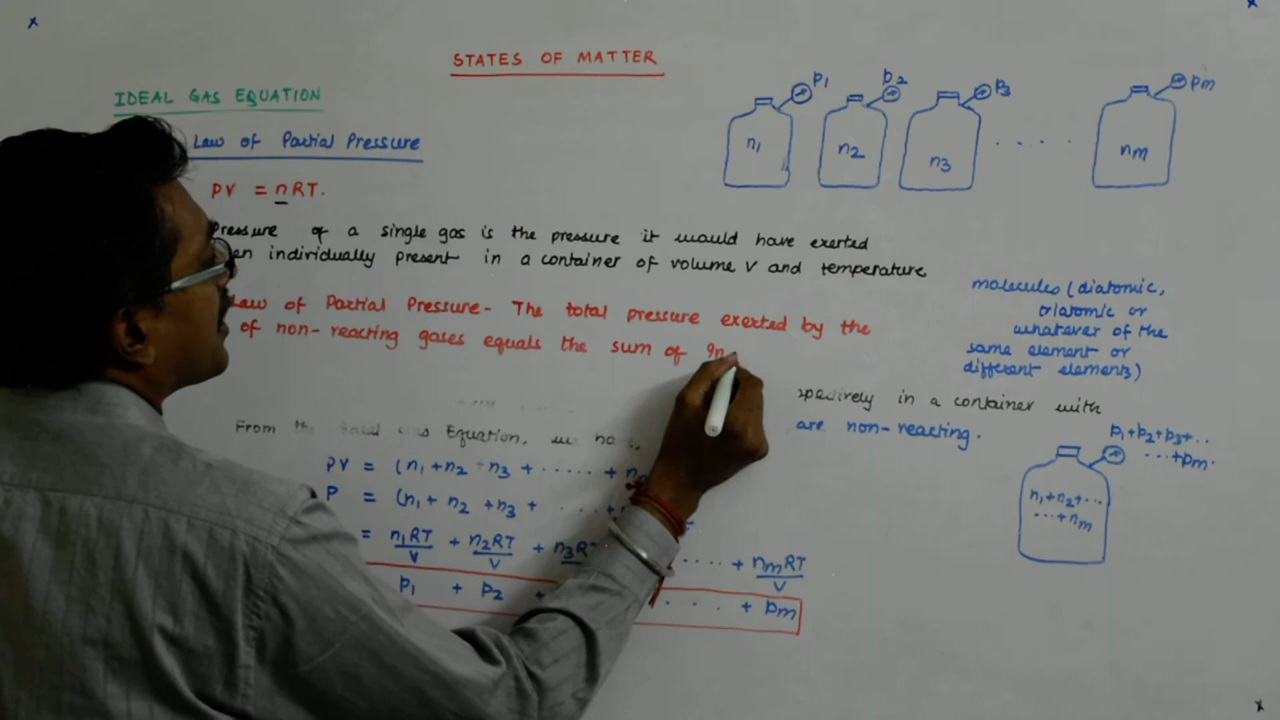 STATES OF MATTER
IDEAL GAS EQUATION
Law of Partial Pressure
PV = nRT.
Pressure of a single gas is the pressure it would have exerted
en individually present in a container of volume V and temperature
Law of Partial Pressure- The total pressure exerted by the
of non-reacting gases equals the sum of in
spectively in a container with
From Equation, we
are non-reacting.
PV = (n1 + n2 + n3 + ......+ n
P = (n1 + n2 + n3 + ....+
= n1RT/V + n2RT/V + n3R .... + nmRT/V
p1 + p2 + ... + pm
p1
p2
p3
pm
n1
n2
n3
.....
nm
molecules (diatomic,
triatomic or
whatever of the
same element or
different elements)
p1+p2+p3+..
...+pm.
n1+n2+...
...+nm